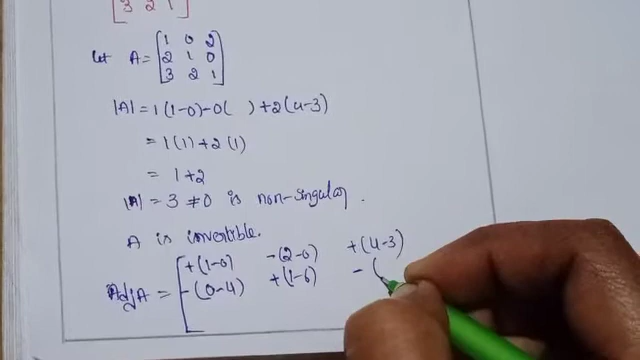 3 2 1
let A = [1 0 2
2 1 0
3 2 1]
|A| = 1(1-0)-0( ) +2(4-3)
= 1(1)+2(1)
= 1+2
|A| = 3 ≠0 is non-singular.
A is invertible.
AdjA = [+(1-0) -(2-0) +(4-3)
-(0-4) +(1-6) -(